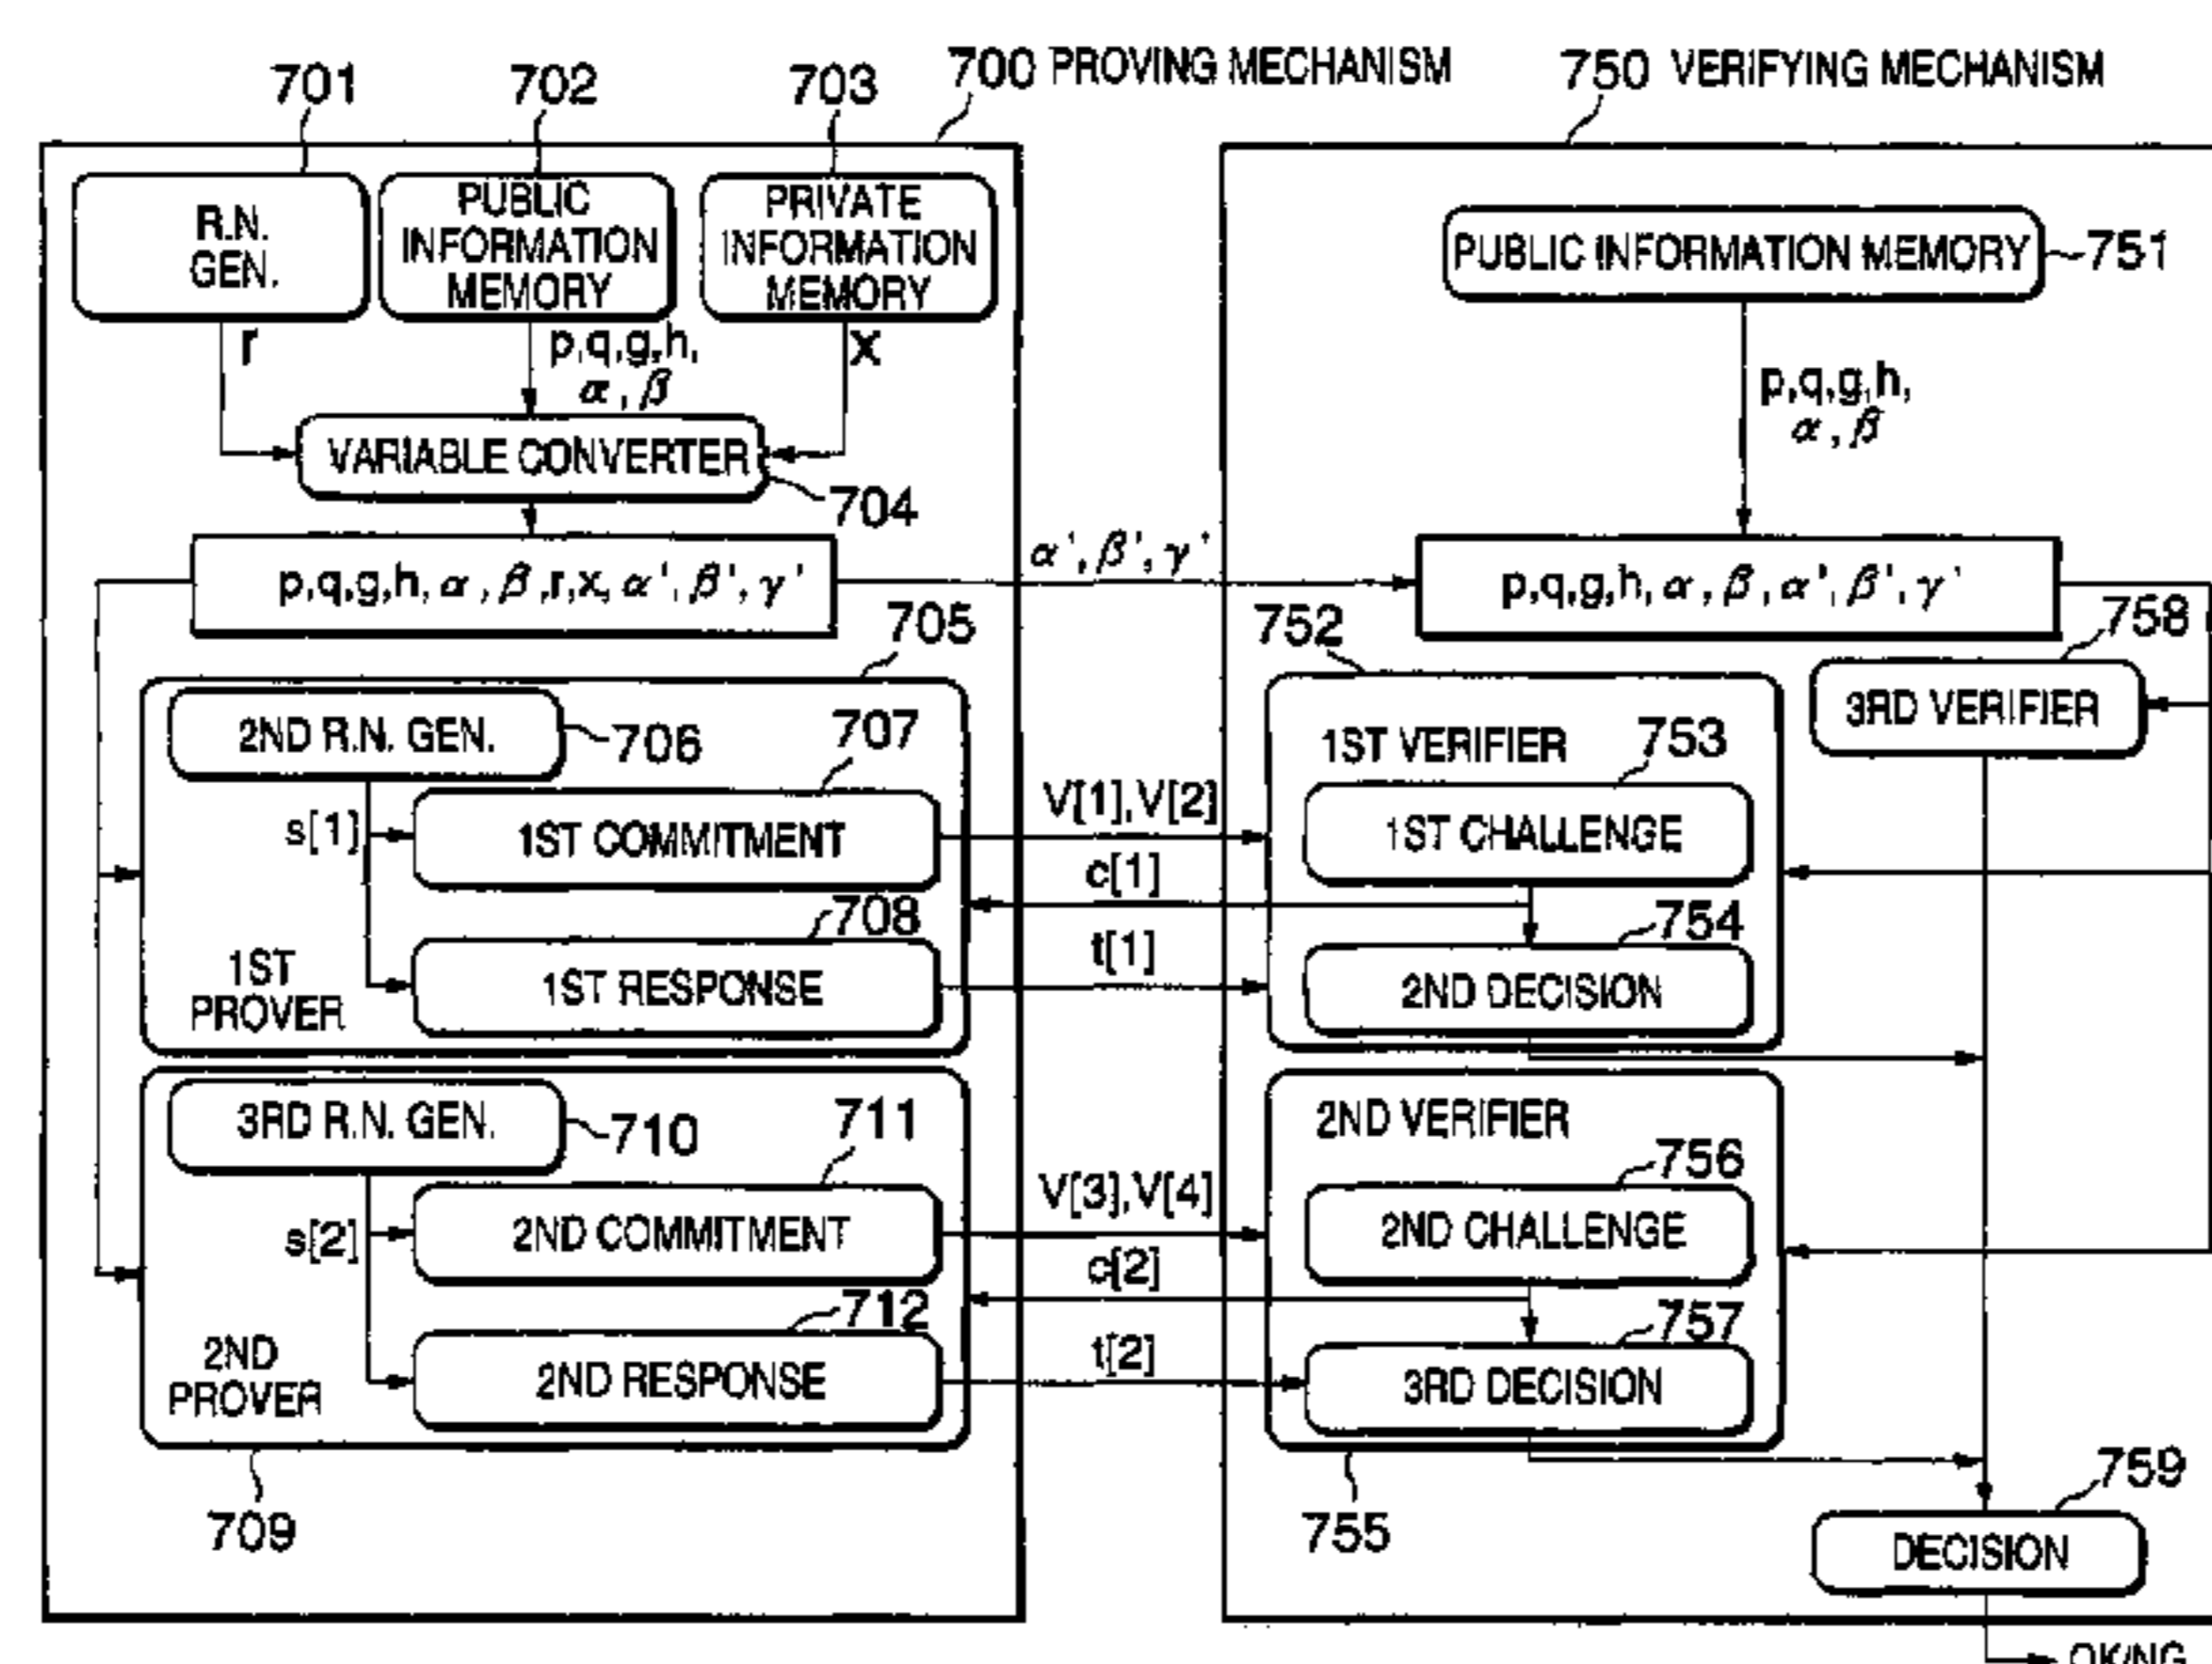 700 PROVING MECHANISM
750 VERIFYING MECHANISM
701
702
703
R.N.
GEN.
PUBLIC
INFORMATION
MEMORY
PRIVATE
INFORMATION
MEMORY
PUBLIC INFORMATION MEMORY
751
r
p,q,g,h,
α, β
x
p,q,g,h,
α, β
VARIABLE CONVERTER
704
p,q,g,h, α, β,r,x, α', β', γ'
α', β', γ'
p,q,g,h, α, β, α', β', γ'
705
752
758
3RD VERIFIER
2ND R.N. GEN.
706
707
1ST VERIFIER
753
s[1]
1ST COMMITMENT
V[1],V[2]
1ST CHALLENGE
c[1]
708
754
1ST
PROVER
1ST RESPONSE
t[1]
2ND DECISION
3RD R.N. GEN.
710
711
2ND VERIFIER
756
s[2]
2ND COMMITMENT
V[3],V[4]
2ND CHALLENGE
c[2]
712
757
2ND
PROVER
2ND RESPONSE
t[2]
3RD DECISION
709
755
759
DECISION
OK/NG